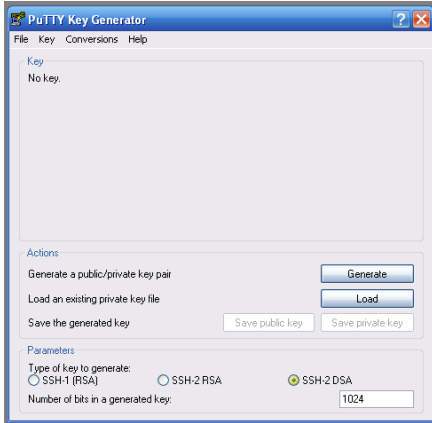 PuTTY Key Generator
File Key Conversions Help
Key
No key.
Actions
Generate a public/private key pair Generate
Load an existing private key file Load
Save the generated key Save public key Save private key
Parameters
Type of key to generate:
SSH-1 (RSA) SSH-2 RSA SSH-2 DSA
Number of bits in a generated key: 1024